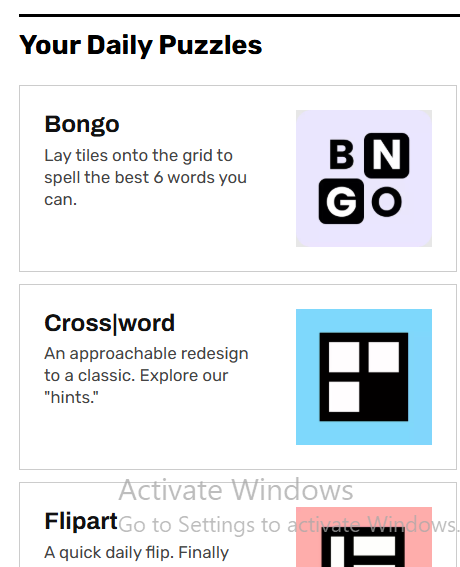 Your Daily Puzzles
Bongo
Lay tiles onto the grid to
spell the best 6 words you
can.
B N
G O
Cross|word
An approachable redesign
to a classic. Explore our
"hints."
Activate Windows
Flipart
Go to Settings to activate Windows.
A quick daily flip. Finally